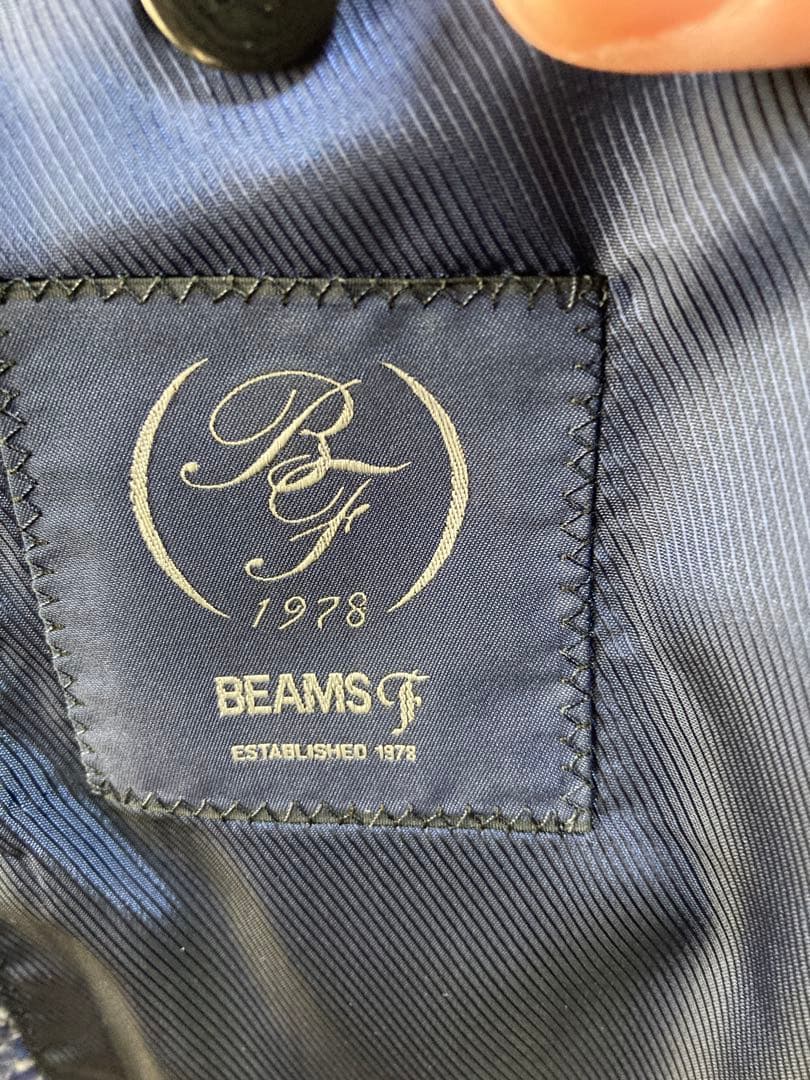 BF
1978
BEAMS F
ESTABLISHED 1978